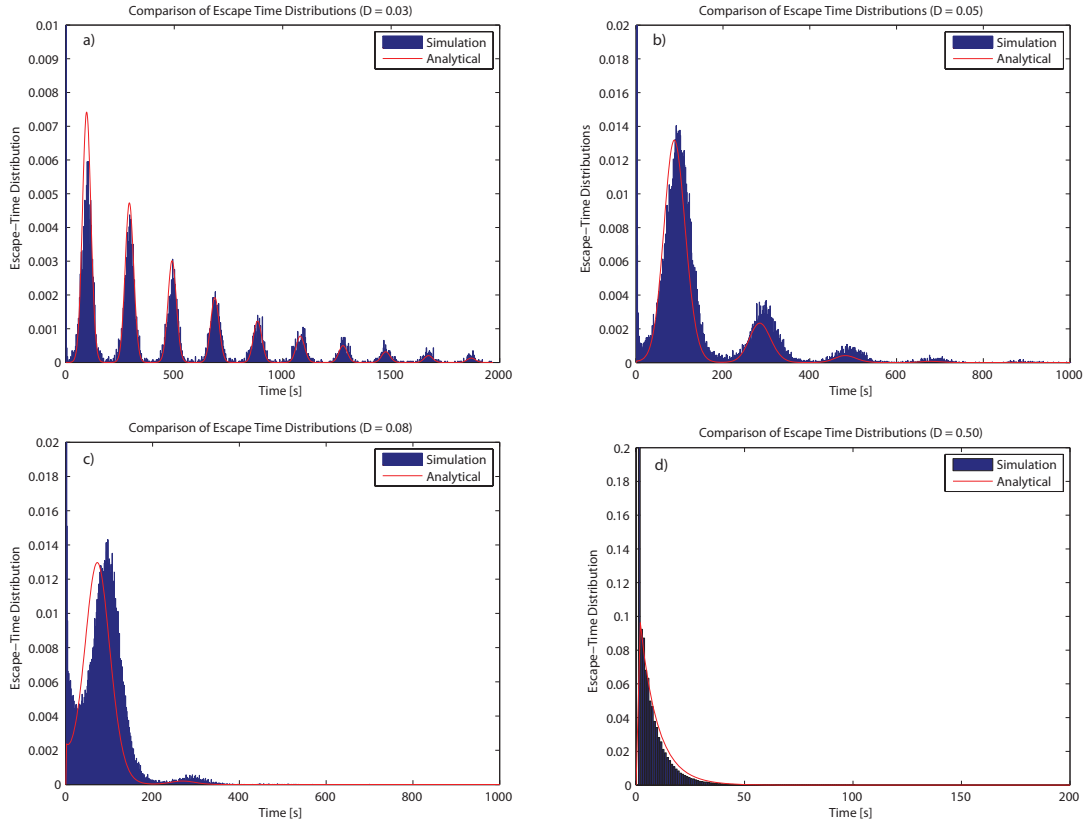 Comparison of Escape Time Distributions (D = 0.03)
a)
Simulation
Analytical
0.01
0.009
0.008
0.007
0.006
0.005
0.004
0.003
0.002
0.001
0
Escape−Time Distribution
0 500 1000 1500 2000
Time [s]
Comparison of Escape Time Distributions (D = 0.05)
b)
Simulation
Analytical
0.02
0.018
0.016
0.014
0.012
0.01
0.008
0.006
0.004
0.002
0
Escape−Time Distributions
0 200 400 600 800 1000
Time [s]
Comparison of Escape Time Distributions (D = 0.08)
c)
Simulation
Analytical
0.02
0.018
0.016
0.014
0.012
0.01
0.008
0.006
0.004
0.002
0
Escape−Time Distribution
0 200 400 600 800 1000
Time [s]
Comparison of Escape Time Distributions (D = 0.50)
d)
Simulation
Analytical
0.2
0.18
0.16
0.14
0.12
0.1
0.08
0.06
0.04
0.02
0
Escape−Time Distribution
0 50 100 150 200
Time [s]